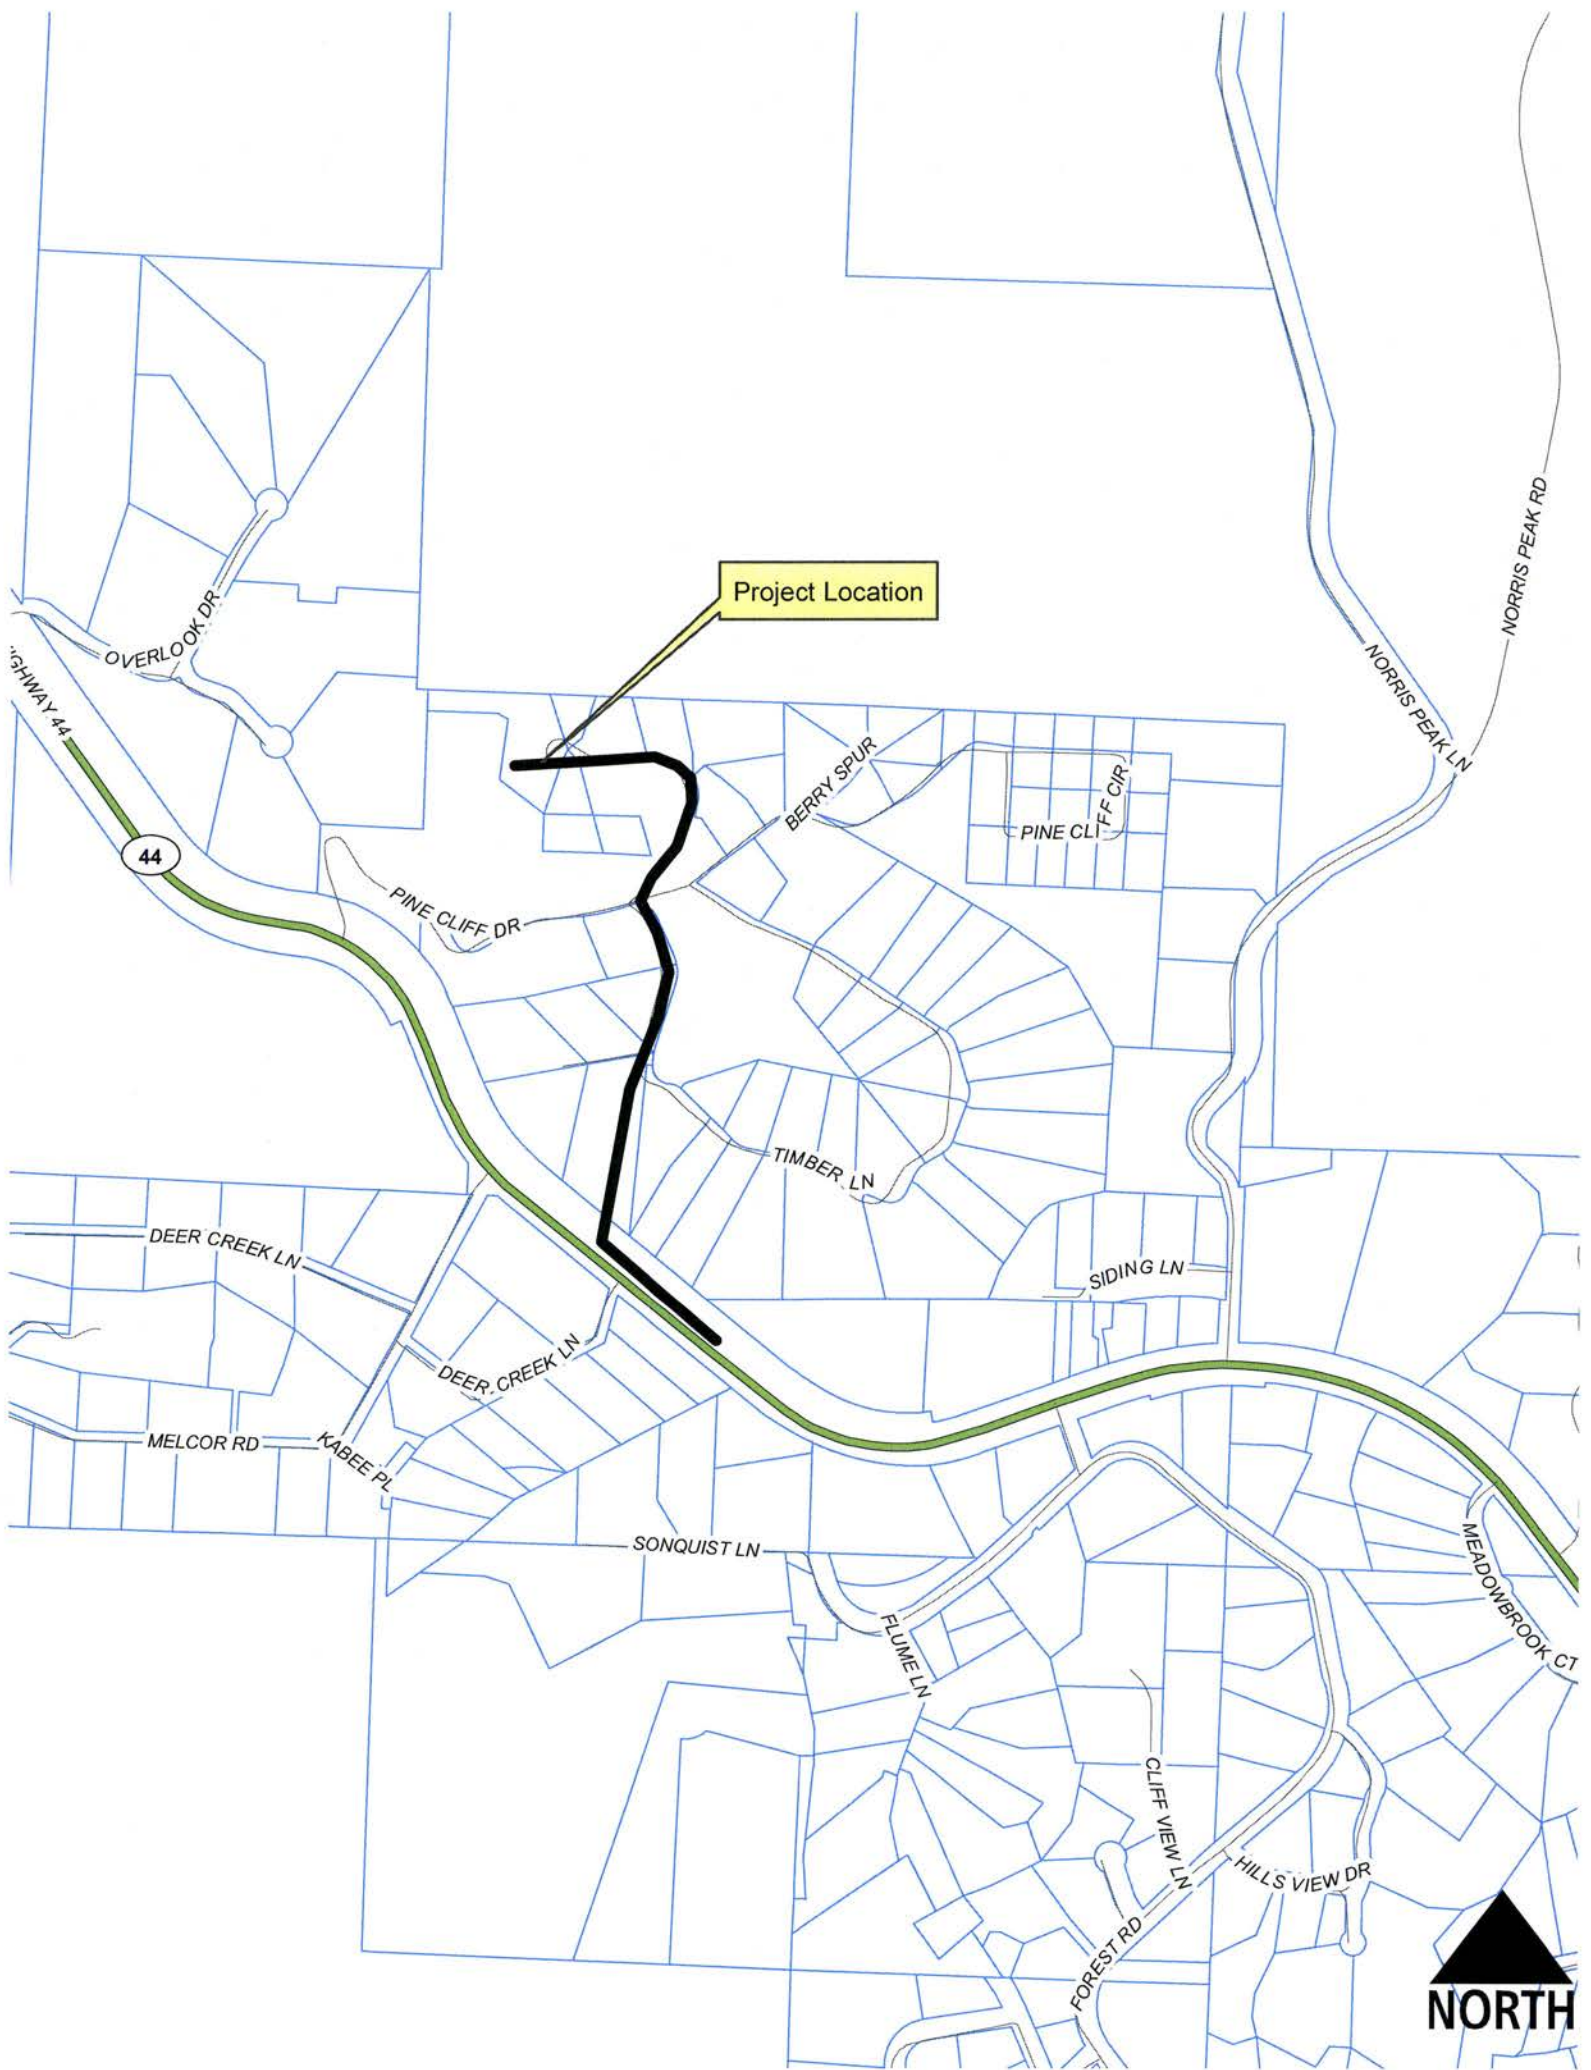 NORRIS PEAK RD
Project Location
OVERLOOK DR
HIGHWAY 44
NORRIS PEAK LN
BERRY SPUR
PINE CLIFF CIR
44
PINE CLIFF DR
TIMBER LN
DEER CREEK LN
SIDING LN
DEER CREEK LN
MELCOR RD
KABEE PL
SONQUIST LN
MEADOWBROOK CT
FLUME LN
CLIFF VIEW LN
HILLS VIEW DR
FOREST RD
NORTH